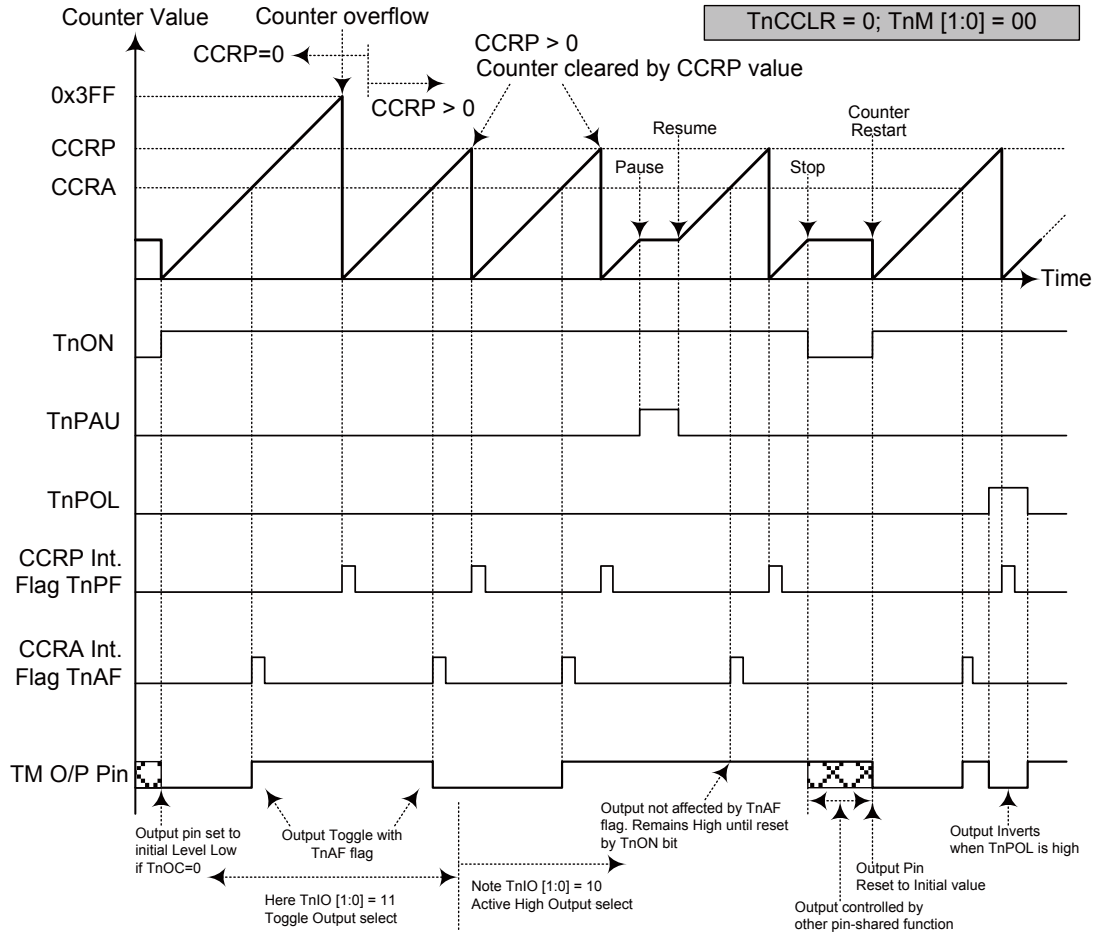 Counter Value
Counter overflow
TnCCLR = 0; TnM [1:0] = 00
CCRP=0
CCRP > 0
CCRP > 0
Counter cleared by CCRP value
0x3FF
CCRP
CCRA
Pause
Resume
Stop
Counter
Restart
Time
TnON
TnPAU
TnPOL
CCRP Int.
Flag TnPF
CCRA Int.
Flag TnAF
TM O/P Pin
Output pin set to
initial Level Low
if TnOC=0
Output Toggle with
TnAF flag
Output not affected by TnAF
flag. Remains High until reset
by TnON bit
Output Inverts
when TnPOL is high
Output Pin
Reset to Initial value
Here TnIO [1:0] = 11
Toggle Output select
Note TnIO [1:0] = 10
Active High Output select
Output controlled by
other pin-shared function